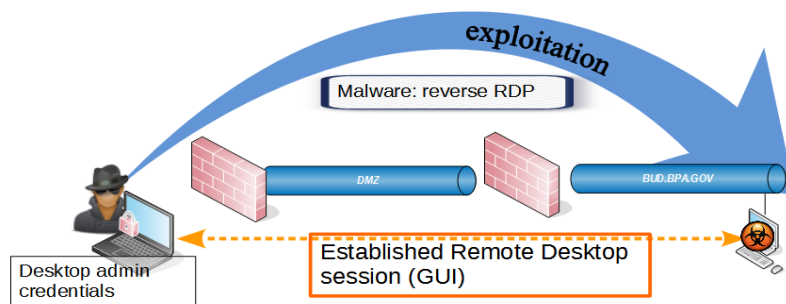 exploitation
Malware: reverse RDP
DMZ
BUD.BPA.GOV
Established Remote Desktop
session (GUI)
Desktop admin
credentials